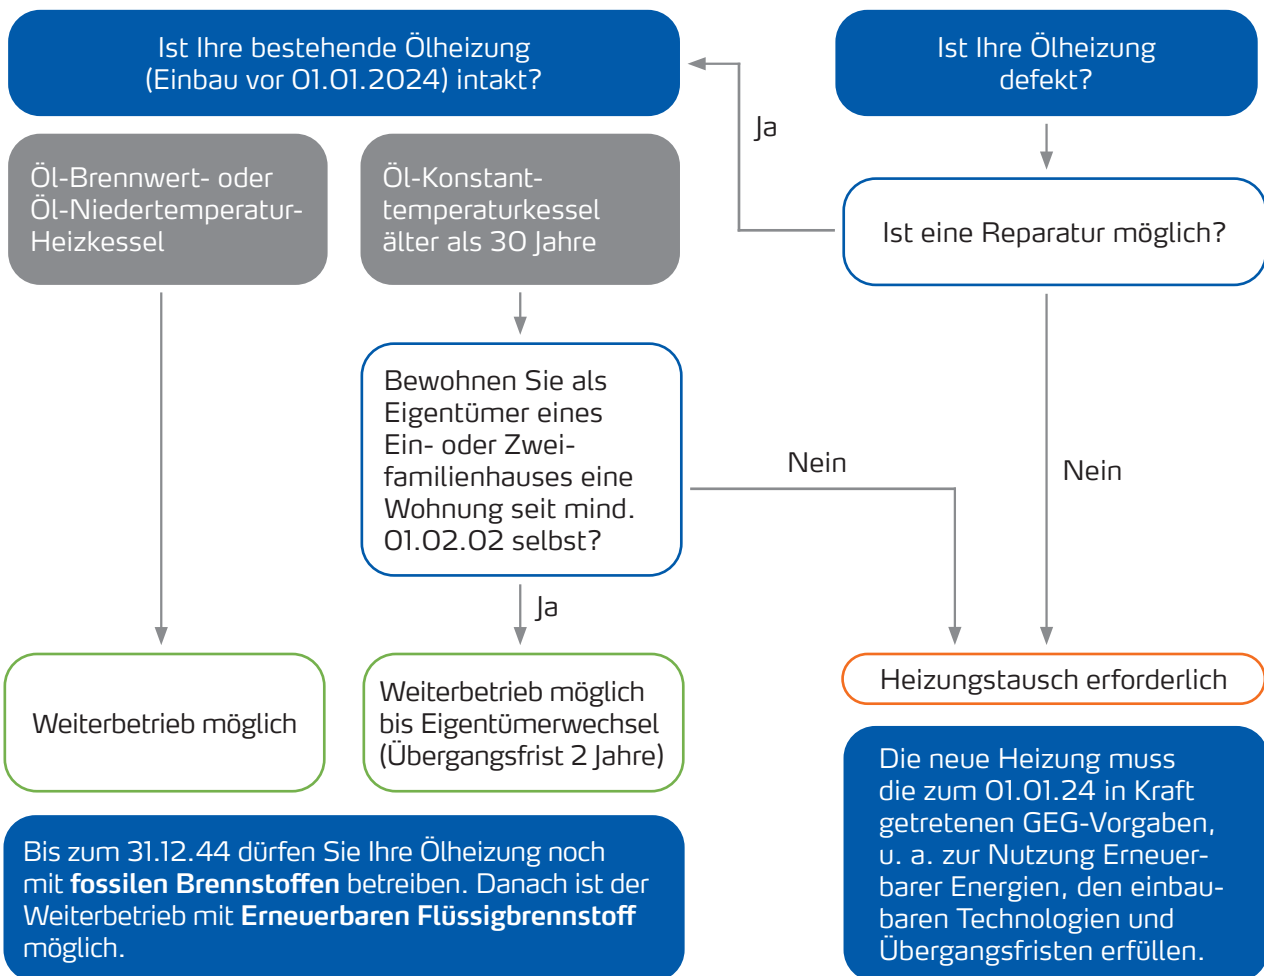 Ist Ihre bestehende Ölheizung
(Einbau vor 01.01.2024) intakt?
Ist Ihre Ölheizung
defekt?
Ja
Öl-Brennwert- oder
Öl-Niedertemperatur-
Heizkessel
Öl-Konstant-
temperaturkessel
älter als 30 Jahre
Ist eine Reparatur möglich?
Bewohnen Sie als
Eigentümer eines
Ein- oder Zwei-
familienhauses eine
Wohnung seit mind.
01.02.02 selbst?
Nein
Nein
Ja
Weiterbetrieb möglich
Weiterbetrieb möglich
bis Eigentümerwechsel
(Übergangsfrist 2 Jahre)
Heizungstausch erforderlich
Bis zum 31.12.44 dürfen Sie Ihre Ölheizung noch
mit fossilen Brennstoffen betreiben. Danach ist der
Weiterbetrieb mit Erneuerbaren Flüssigbrennstoff
möglich.
Die neue Heizung muss
die zum 01.01.24 in Kraft
getretenen GEG-Vorgaben,
u. a. zur Nutzung Erneuer-
barer Energien, den einbau-
baren Technologien und
Übergangsfristen erfüllen.